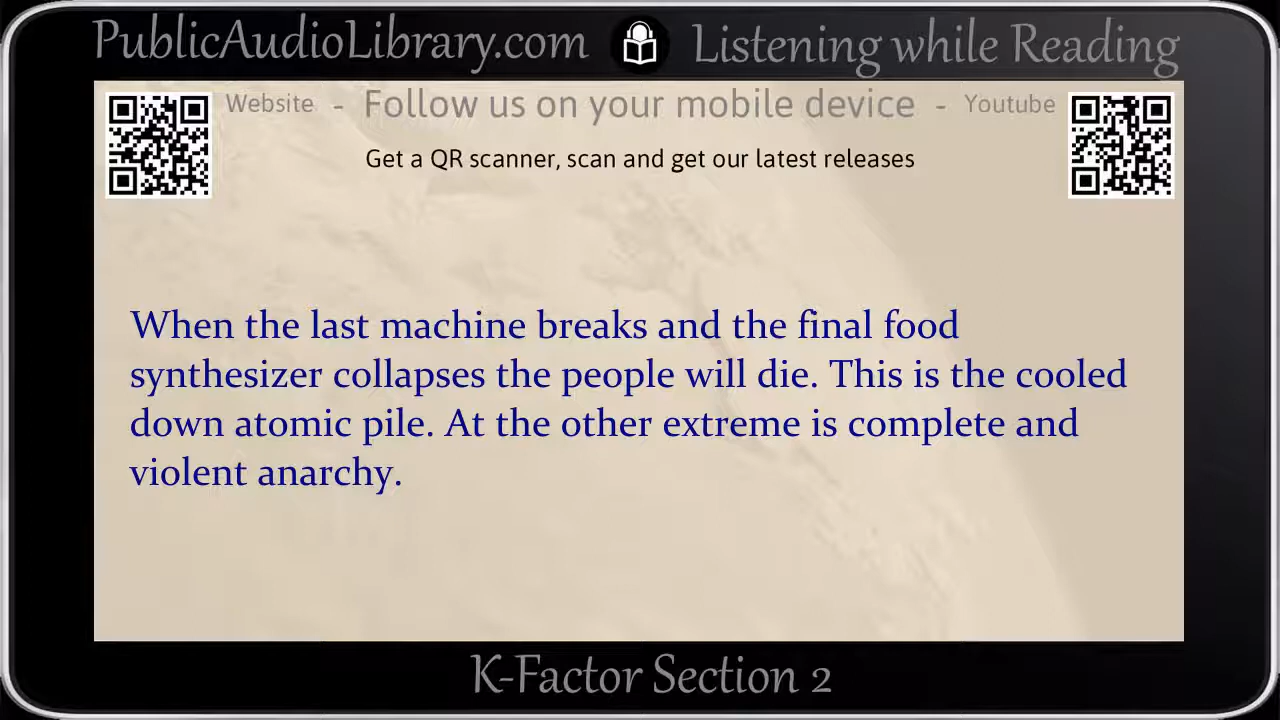 PublicAudioLibrary.com Listening while Reading
Website - Follow us on your mobile device - Youtube
Get a QR scanner, scan and get our latest releases
When the last machine breaks and the final food
synthesizer collapses the people will die. This is the cooled
down atomic pile. At the other extreme is complete and
violent anarchy.
K-Factor Section 2